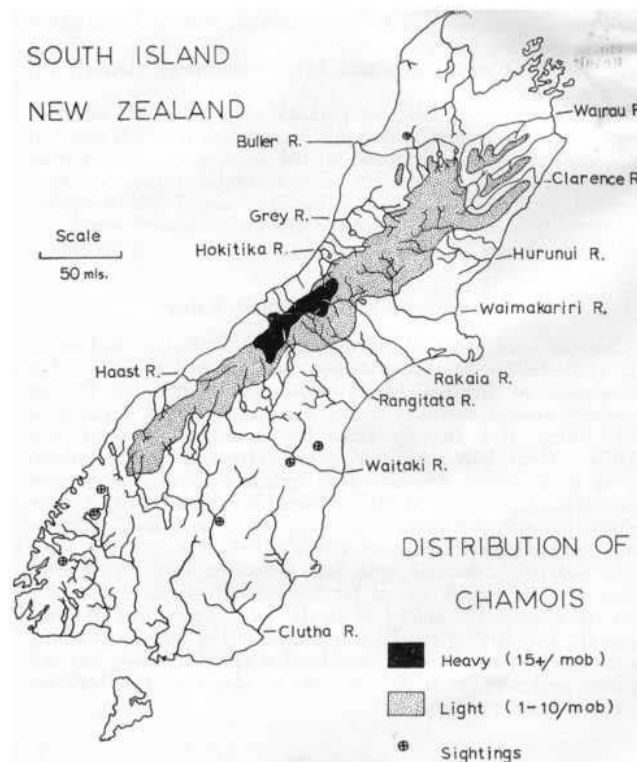 SOUTH ISLAND
NEW ZEALAND
Wairau R.
Buller R.
Clarence R.
Grey R.
Scale
Hokitika R.
50 mls.
Hurunui R.
Waimakariri R.
Haast R.
Rakaia R.
Rangitata R.
Waitaki R.
DISTRIBUTION OF
CHAMOIS
Clutha R.
Heavy (15+/mob)
Light (1-10/mob)
Sightings